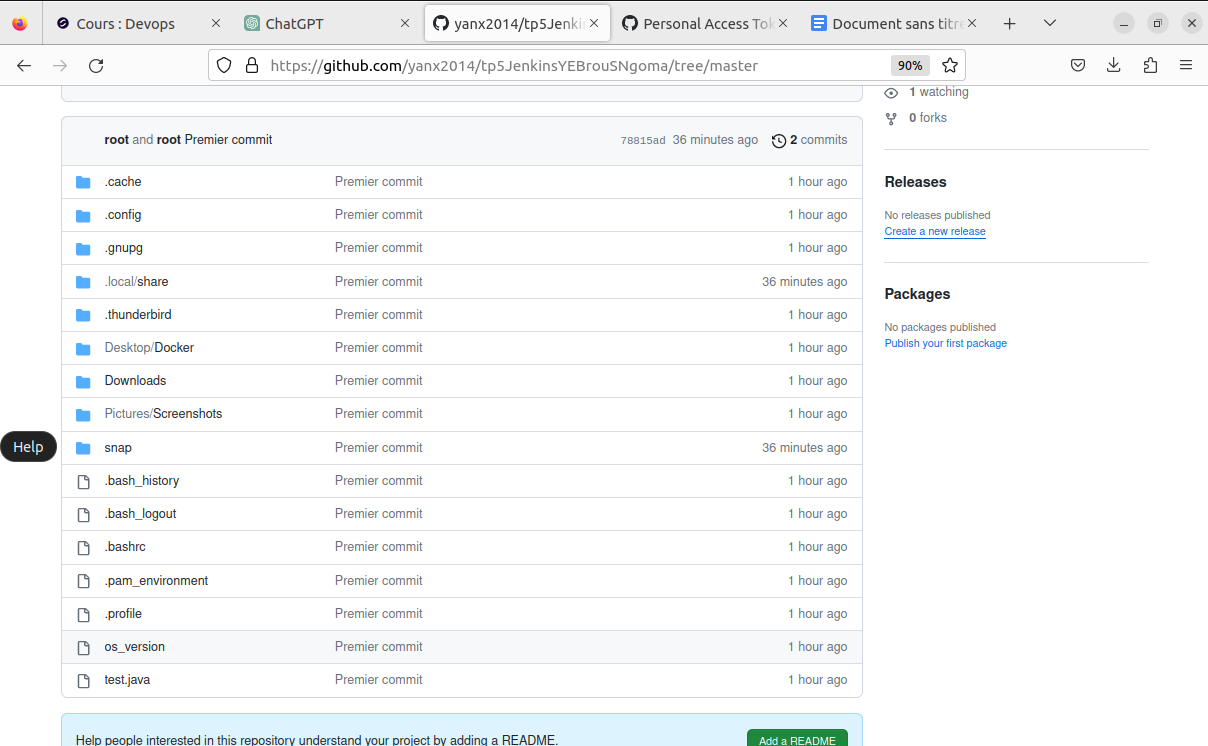 Cours : Devops
ChatGPT
yanx2014/tp5Jenki
Personal Access Tok
Document sans titre
https://github.com/yanx2014/tp5JenkinsYEBrouSNgoma/tree/master
90%
1 watching
0 forks
root and root Premier commit
78815ad 36 minutes ago 2 commits
.cache Premier commit 1 hour ago
.config Premier commit 1 hour ago
.gnupg Premier commit 1 hour ago
.local/share Premier commit 36 minutes ago
.thunderbird Premier commit 1 hour ago
Desktop/Docker Premier commit 1 hour ago
Downloads Premier commit 1 hour ago
Pictures/Screenshots Premier commit 1 hour ago
snap Premier commit 36 minutes ago
.bash_history Premier commit 1 hour ago
.bash_logout Premier commit 1 hour ago
.bashrc Premier commit 1 hour ago
.pam_environment Premier commit 1 hour ago
.profile Premier commit 1 hour ago
os_version Premier commit 1 hour ago
test.java Premier commit 1 hour ago
Help people interested in this repository understand your project by adding a README.
Add a README
Releases
No releases published
Create a new release
Packages
No packages published
Publish your first package
Help